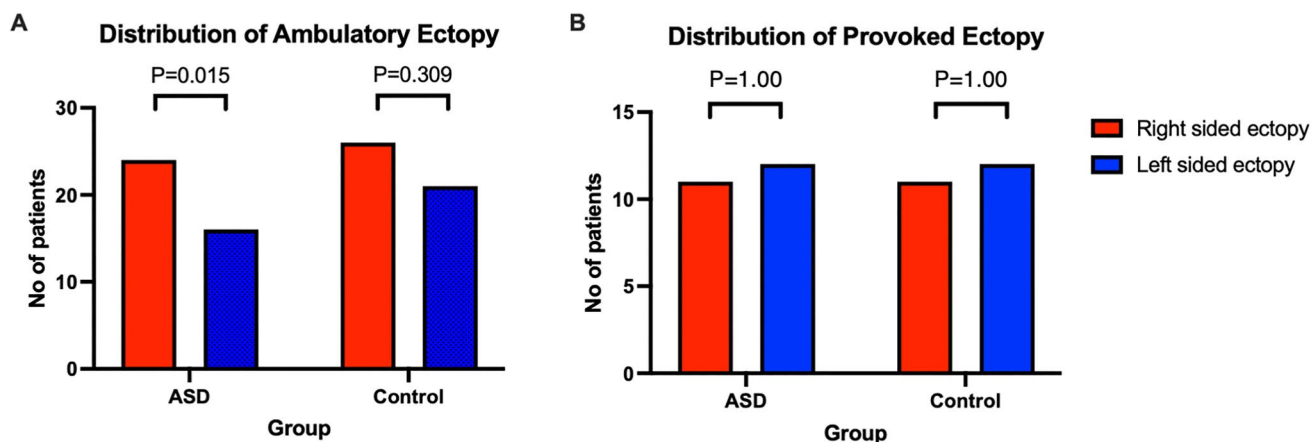 A
Distribution of Ambulatory Ectopy
P=0.015
P=0.309
30
20
10
0
No of patients
ASD
Control
Group
B
Distribution of Provoked Ectopy
P=1.00
P=1.00
15
10
5
0
No of patients
ASD
Control
Group
Right sided ectopy
Left sided ectopy